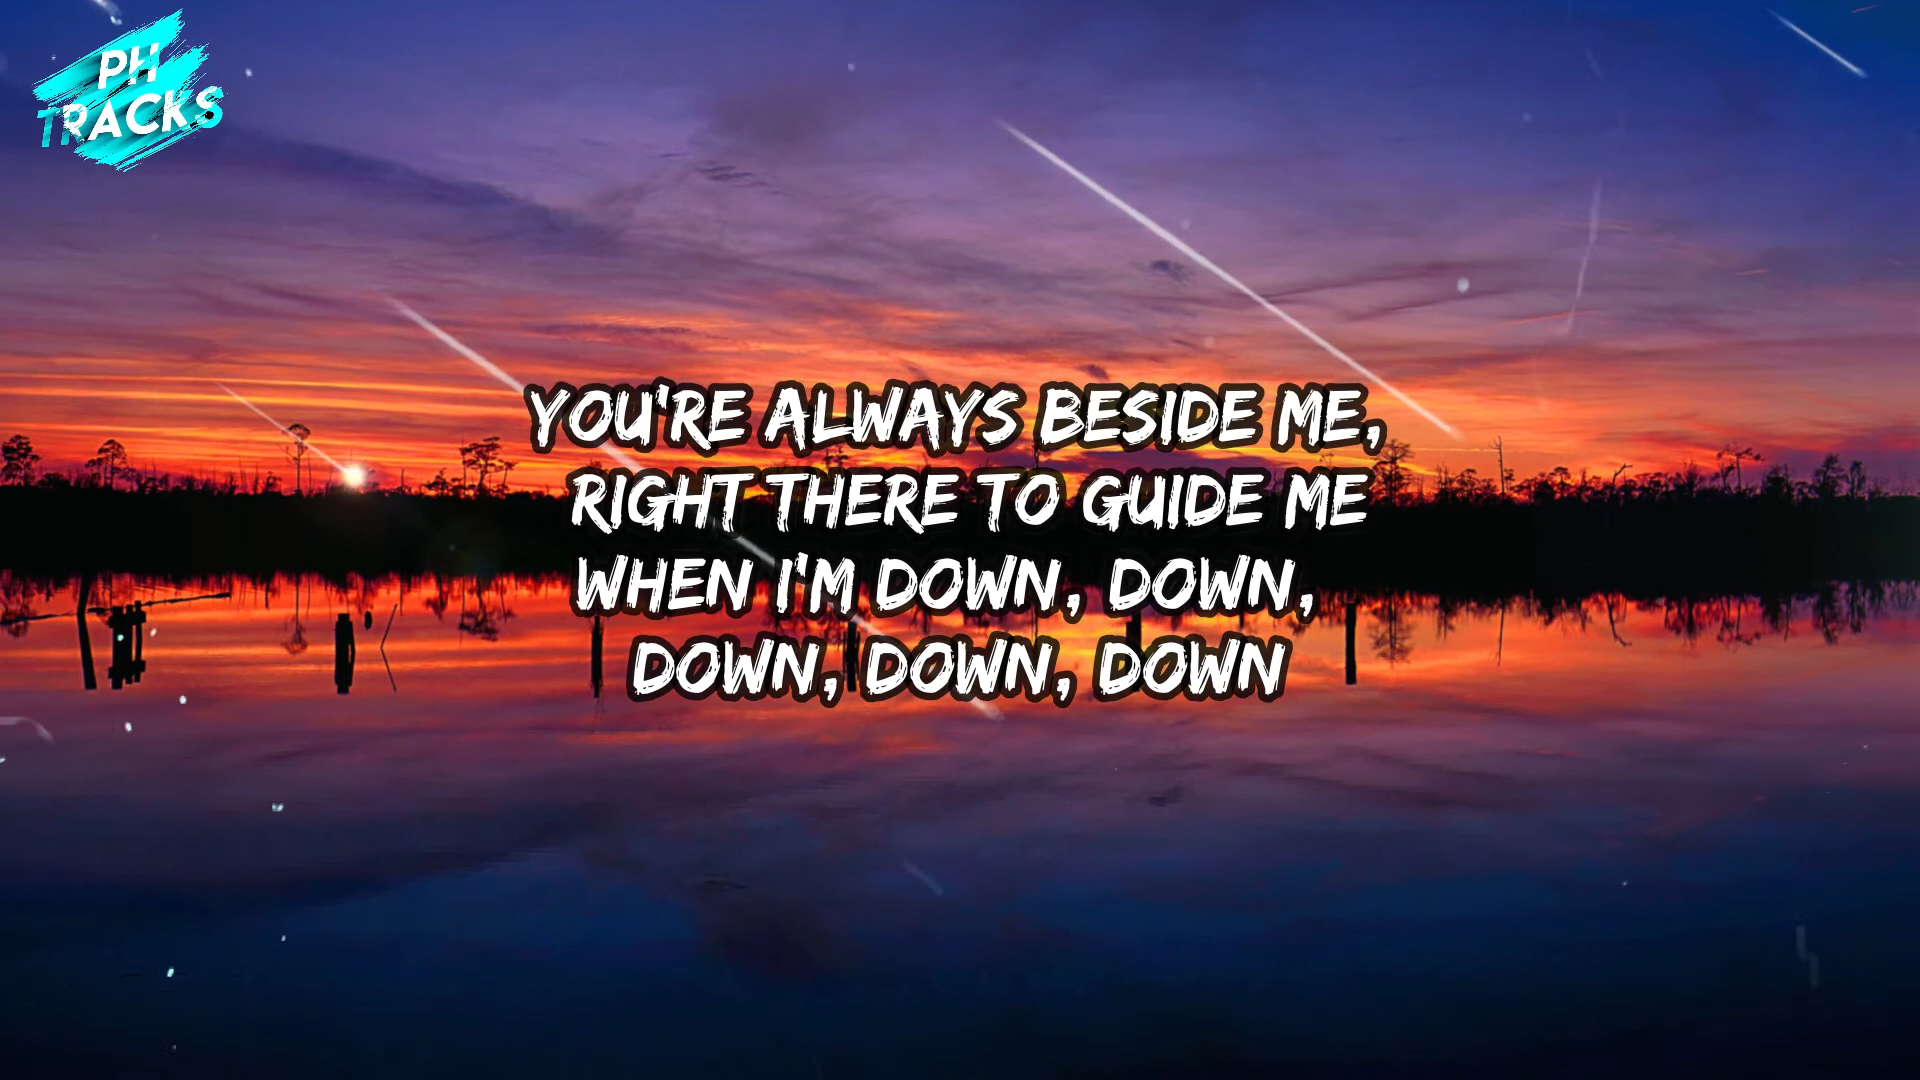 PH
TRACKS
YOU'RE ALWAYS BESIDE ME,
RIGHT THERE TO GUIDE ME
WHEN I'M DOWN, DOWN,
DOWN, DOWN, DOWN